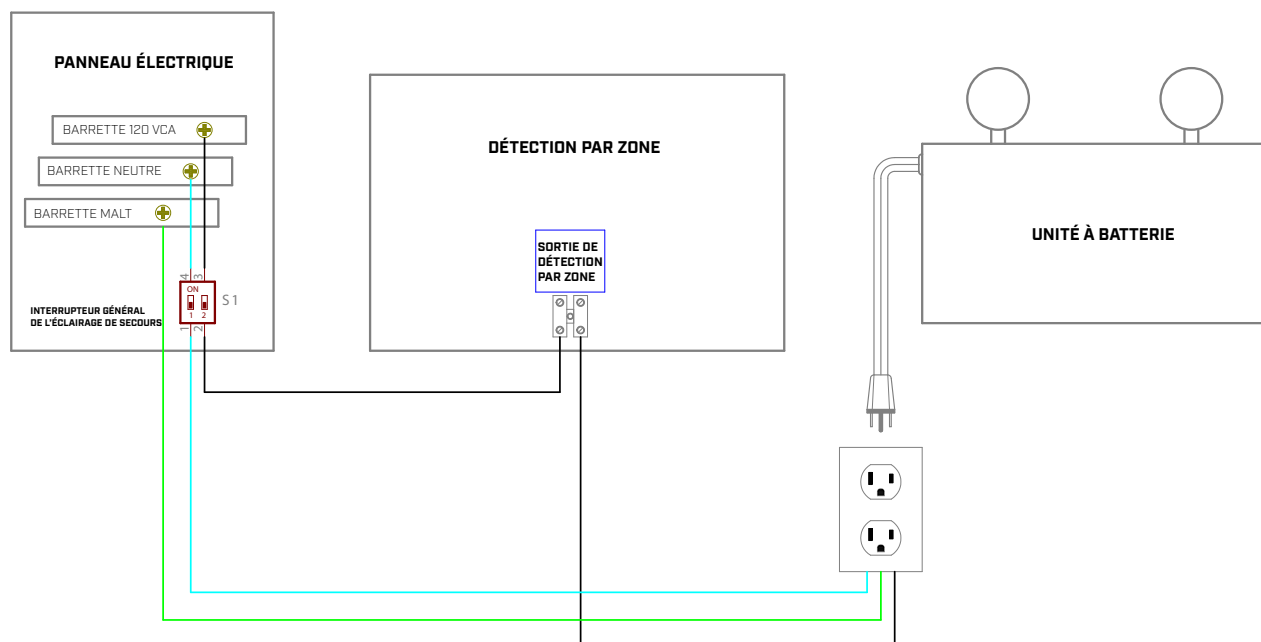 PANNEAU ÉLECTRIQUE
BARRETTE 120 VCA
BARRETTE NEUTRE
BARRETTE MALT
4 3
ON
1 2
S 1
1 2
INTERRUPTEUR GÉNÉRAL
DE L'ÉCLAIRAGE DE SECOURS
DÉTECTION PAR ZONE
SORTIE DE
DÉTECTION
PAR ZONE
UNITÉ À BATTERIE